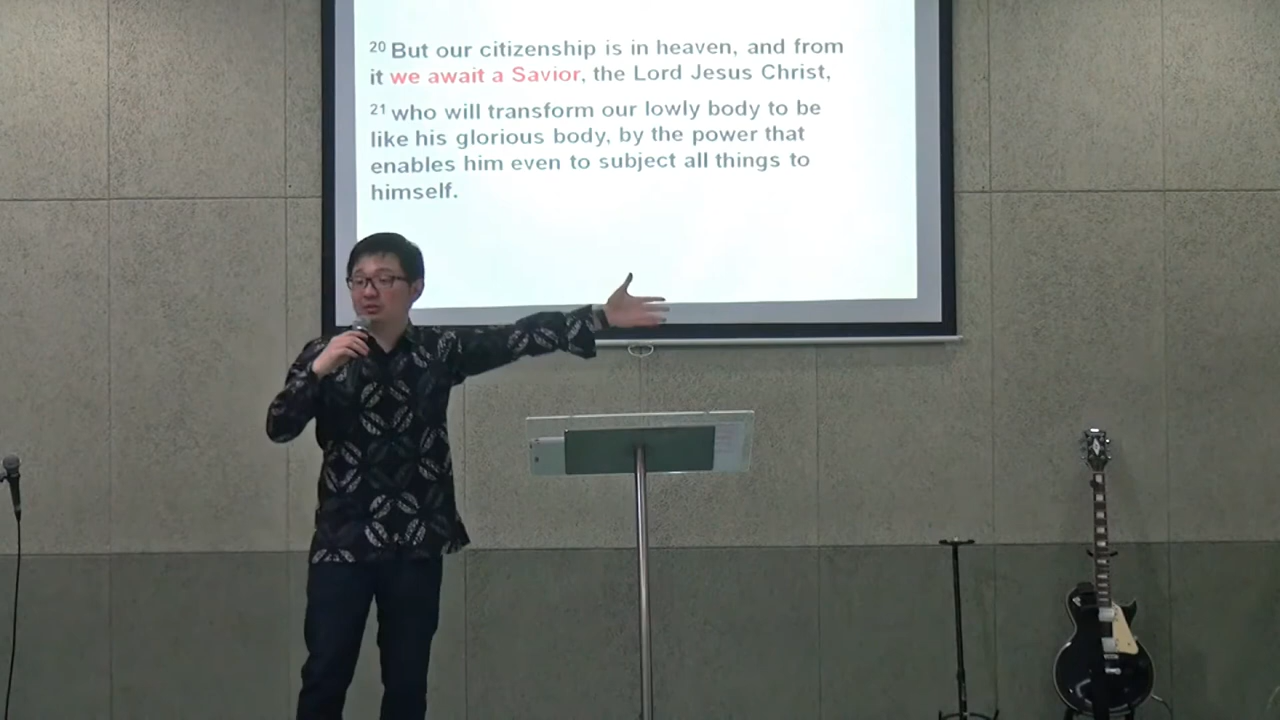 20 But our citizenship is in heaven, and from
it we await a Savior, the Lord Jesus Christ,
21 who will transform our lowly body to be
like his glorious body, by the power that
enables him even to subject all things to
himself.